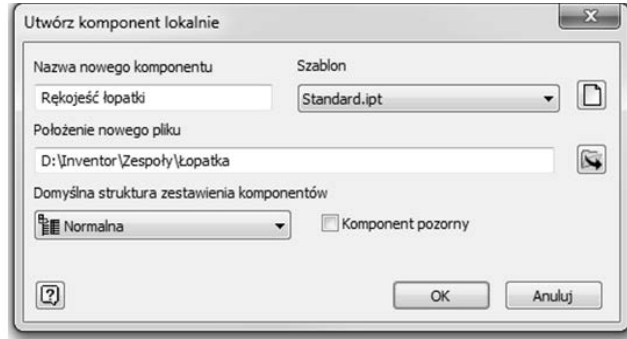 Utwórz komponent lokalnie
Nazwa nowego komponentu
Szablon
Rękojeść łopatki
Standard.ipt
Położenie nowego pliku
D:\Inventor\Zespoły\Łopatka
Domyślna struktura zestawienia komponentów
Normalna
Komponent pozorny
OK
Anuluj